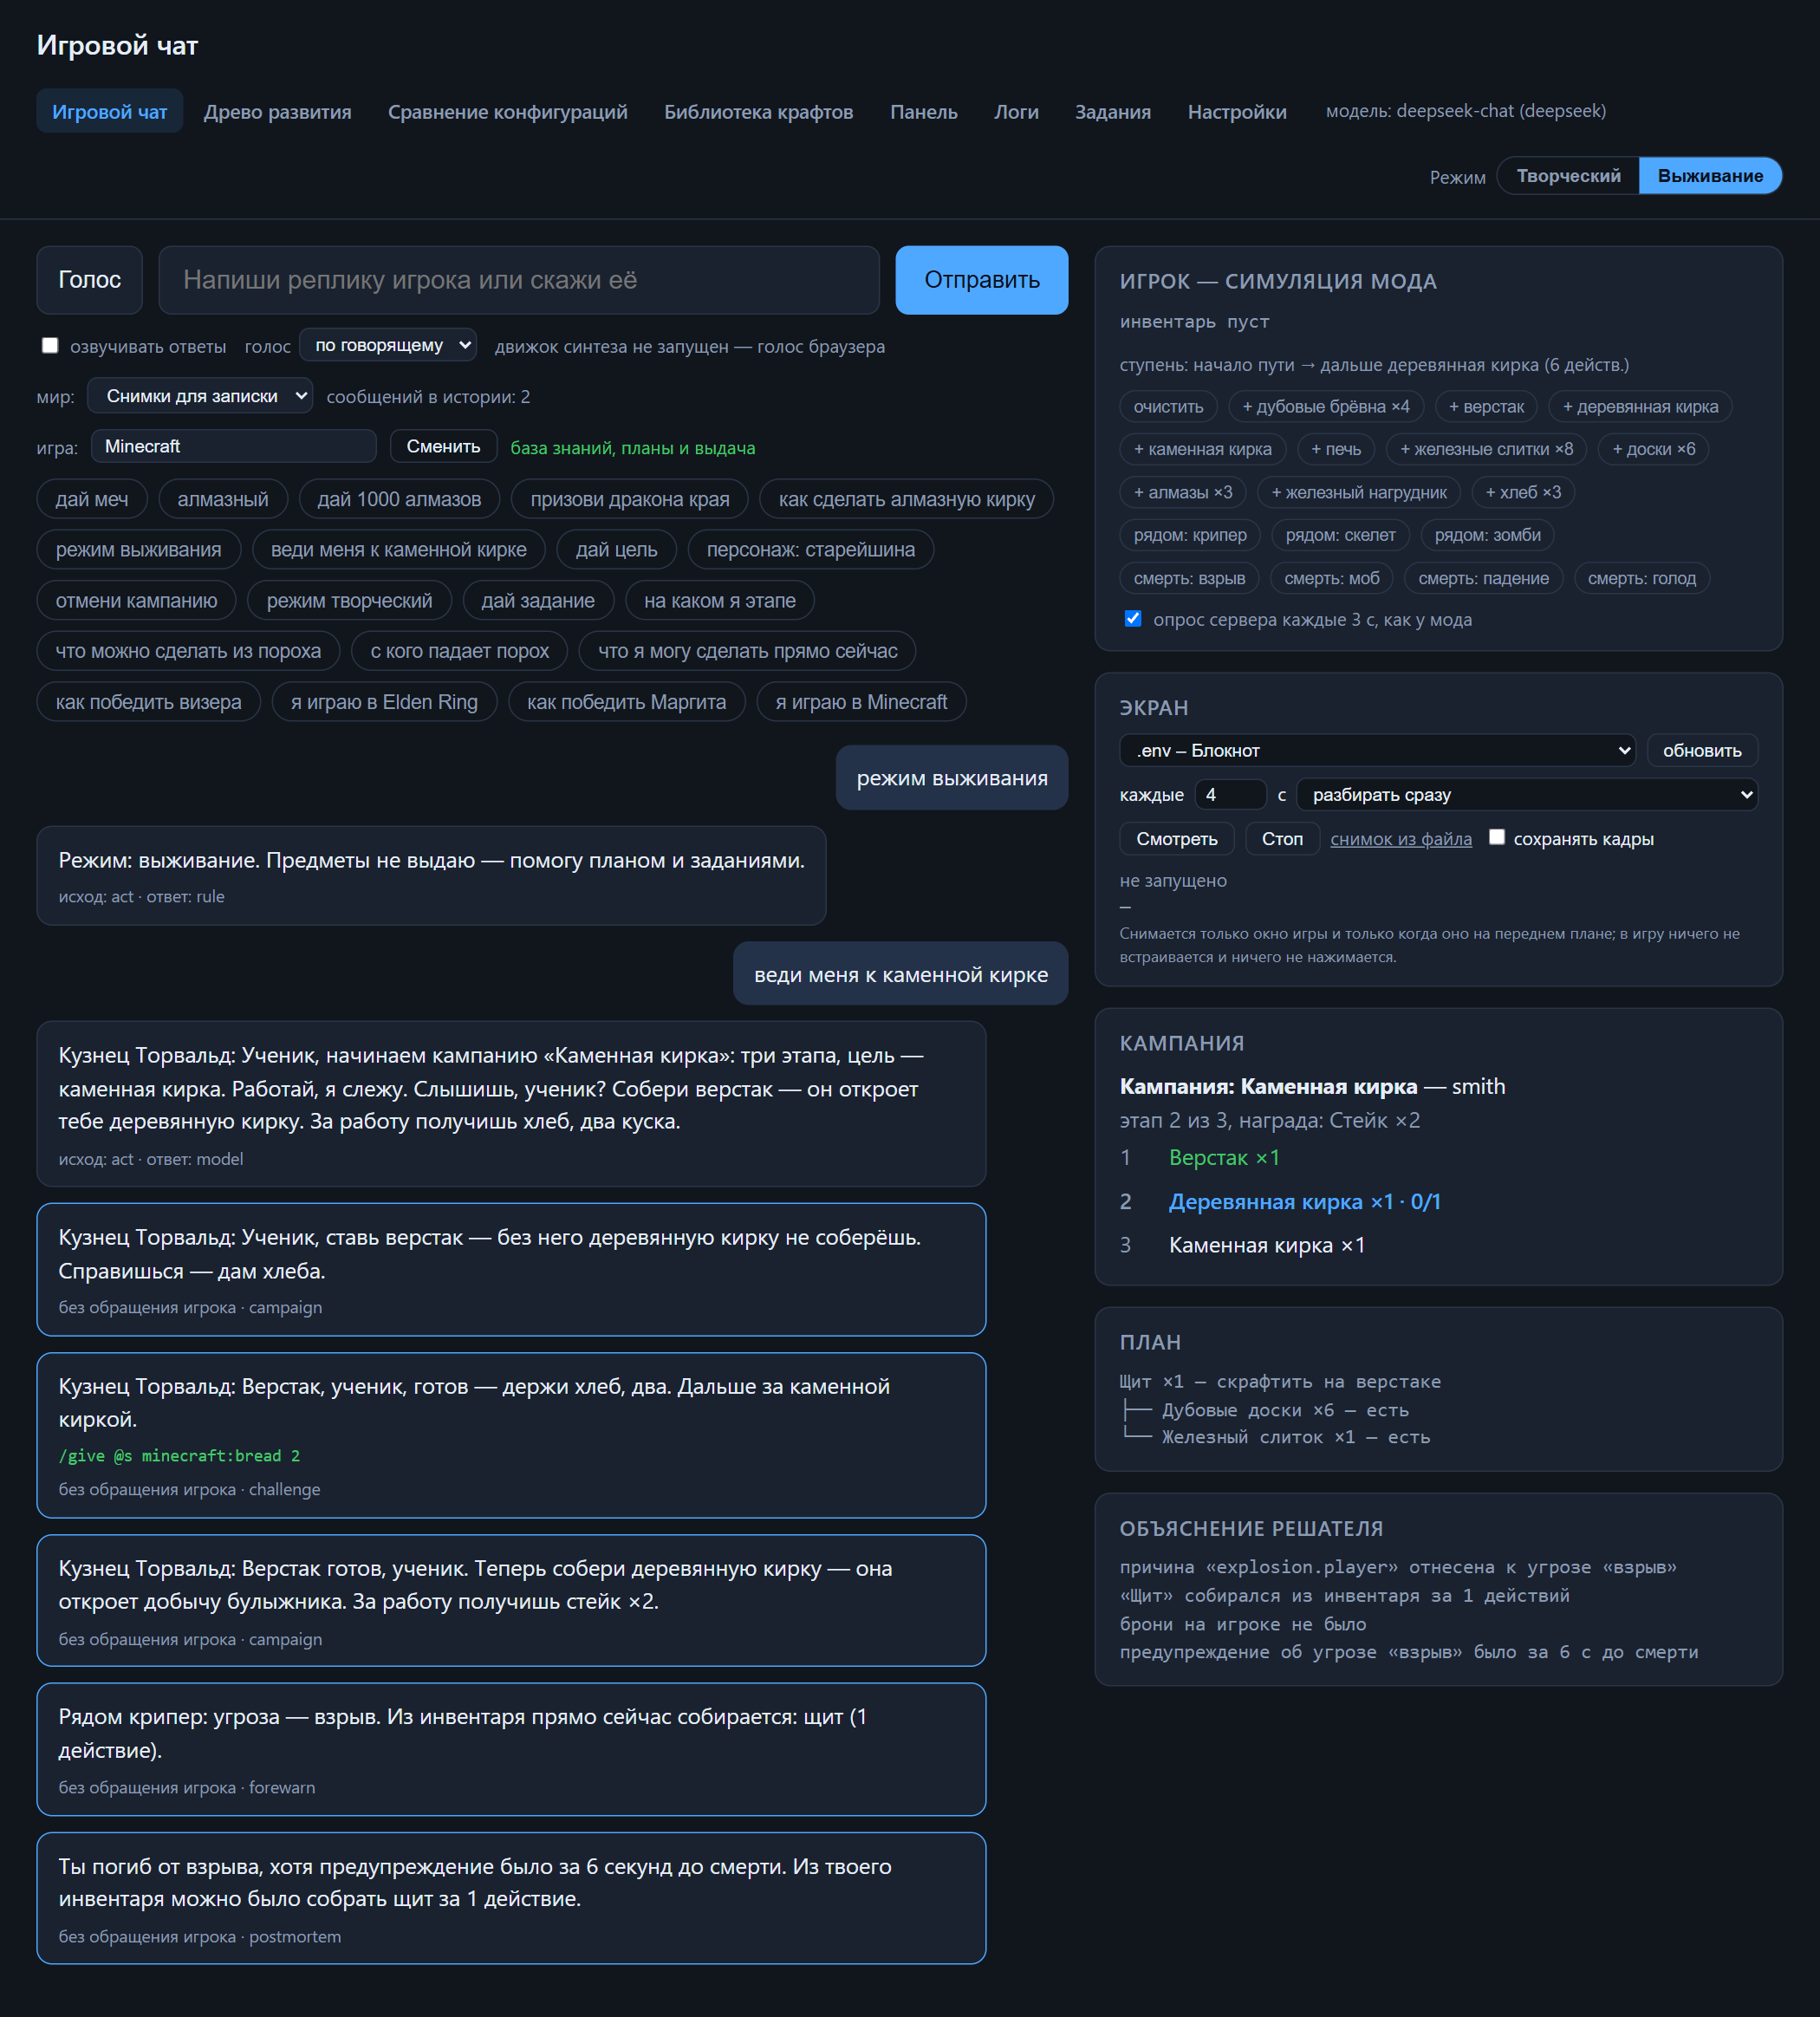 Игровой чат
Игровой чат Древо развития Сравнение конфигураций Библиотека крафтов Панель Логи Задания Настройки модель: deepseek-chat (deepseek)
Режим Творческий Выживание
Голос Напиши реплику игрока или скажи её Отправить
озвучивать ответы голос по говорящему движок синтеза не запущен — голос браузера
мир: Снимки для записки сообщений в истории: 2
игра: Minecraft Сменить база знаний, планы и выдача
дай меч алмазный дай 1000 алмазов призови дракона края как сделать алмазную кирку
режим выживания веди меня к каменной кирке дай цель персонаж: старейшина
отмени кампанию режим творческий дай задание на каком я этапе
что можно сделать из пороха с кого падает порох что я могу сделать прямо сейчас
как победить визера я играю в Elden Ring как победить Маргита я играю в Minecraft
режим выживания
Режим: выживание. Предметы не выдаю — помогу планом и заданиями.
исход: act · ответ: rule
веди меня к каменной кирке
Кузнец Торвальд: Ученик, начинаем кампанию «Каменная кирка»: три этапа, цель —
каменная кирка. Работай, я слежу. Слышишь, ученик? Собери верстак — он откроет
тебе деревянную кирку. За работу получишь хлеб, два куска.
исход: act · ответ: model
Кузнец Торвальд: Ученик, ставь верстак — без него деревянную кирку не соберёшь.
Справишься — дам хлеба.
без обращения игрока · campaign
Кузнец Торвальд: Верстак, ученик, готов — держи хлеб, два. Дальше за каменной
киркой.
/give @s minecraft:bread 2
без обращения игрока · challenge
Кузнец Торвальд: Верстак готов, ученик. Теперь собери деревянную кирку — она
откроет добычу булыжника. За работу получишь стейк ×2.
без обращения игрока · campaign
Рядом крипер: угроза — взрыв. Из инвентаря прямо сейчас собирается: щит (1
действие).
без обращения игрока · forewarn
Ты погиб от взрыва, хотя предупреждение было за 6 секунд до смерти. Из твоего
инвентаря можно было собрать щит за 1 действие.
без обращения игрока · postmortem
ИГРОК — СИМУЛЯЦИЯ МОДА
инвентарь пуст
ступень: начало пути → дальше деревянная кирка (6 действ.)
очистить + дубовые брёвна ×4 + верстак + деревянная кирка
+ каменная кирка + печь + железные слитки ×8 + доски ×6
+ алмазы ×3 + железный нагрудник + хлеб ×3
рядом: крипер рядом: скелет рядом: зомби
смерть: взрыв смерть: моб смерть: падение смерть: голод
опрос сервера каждые 3 с, как у мода
ЭКРАН
.env – Блокнот обновить
каждые 4 с разбирать сразу
Смотреть Стоп снимок из файла сохранять кадры
не запущено
—
Снимается только окно игры и только когда оно на переднем плане; в игру ничего не
встраивается и ничего не нажимается.
КАМПАНИЯ
Кампания: Каменная кирка — smith
этап 2 из 3, награда: Стейк ×2
1 Верстак ×1
2 Деревянная кирка ×1 · 0/1
3 Каменная кирка ×1
ПЛАН
Щит ×1 — скрафтить на верстаке
├── Дубовые доски ×6 — есть
└── Железный слиток ×1 — есть
ОБЪЯСНЕНИЕ РЕШАТЕЛЯ
причина «explosion.player» отнесена к угрозе «взрыв»
«Щит» собирался из инвентаря за 1 действий
брони на игроке не было
предупреждение об угрозе «взрыв» было за 6 с до смерти